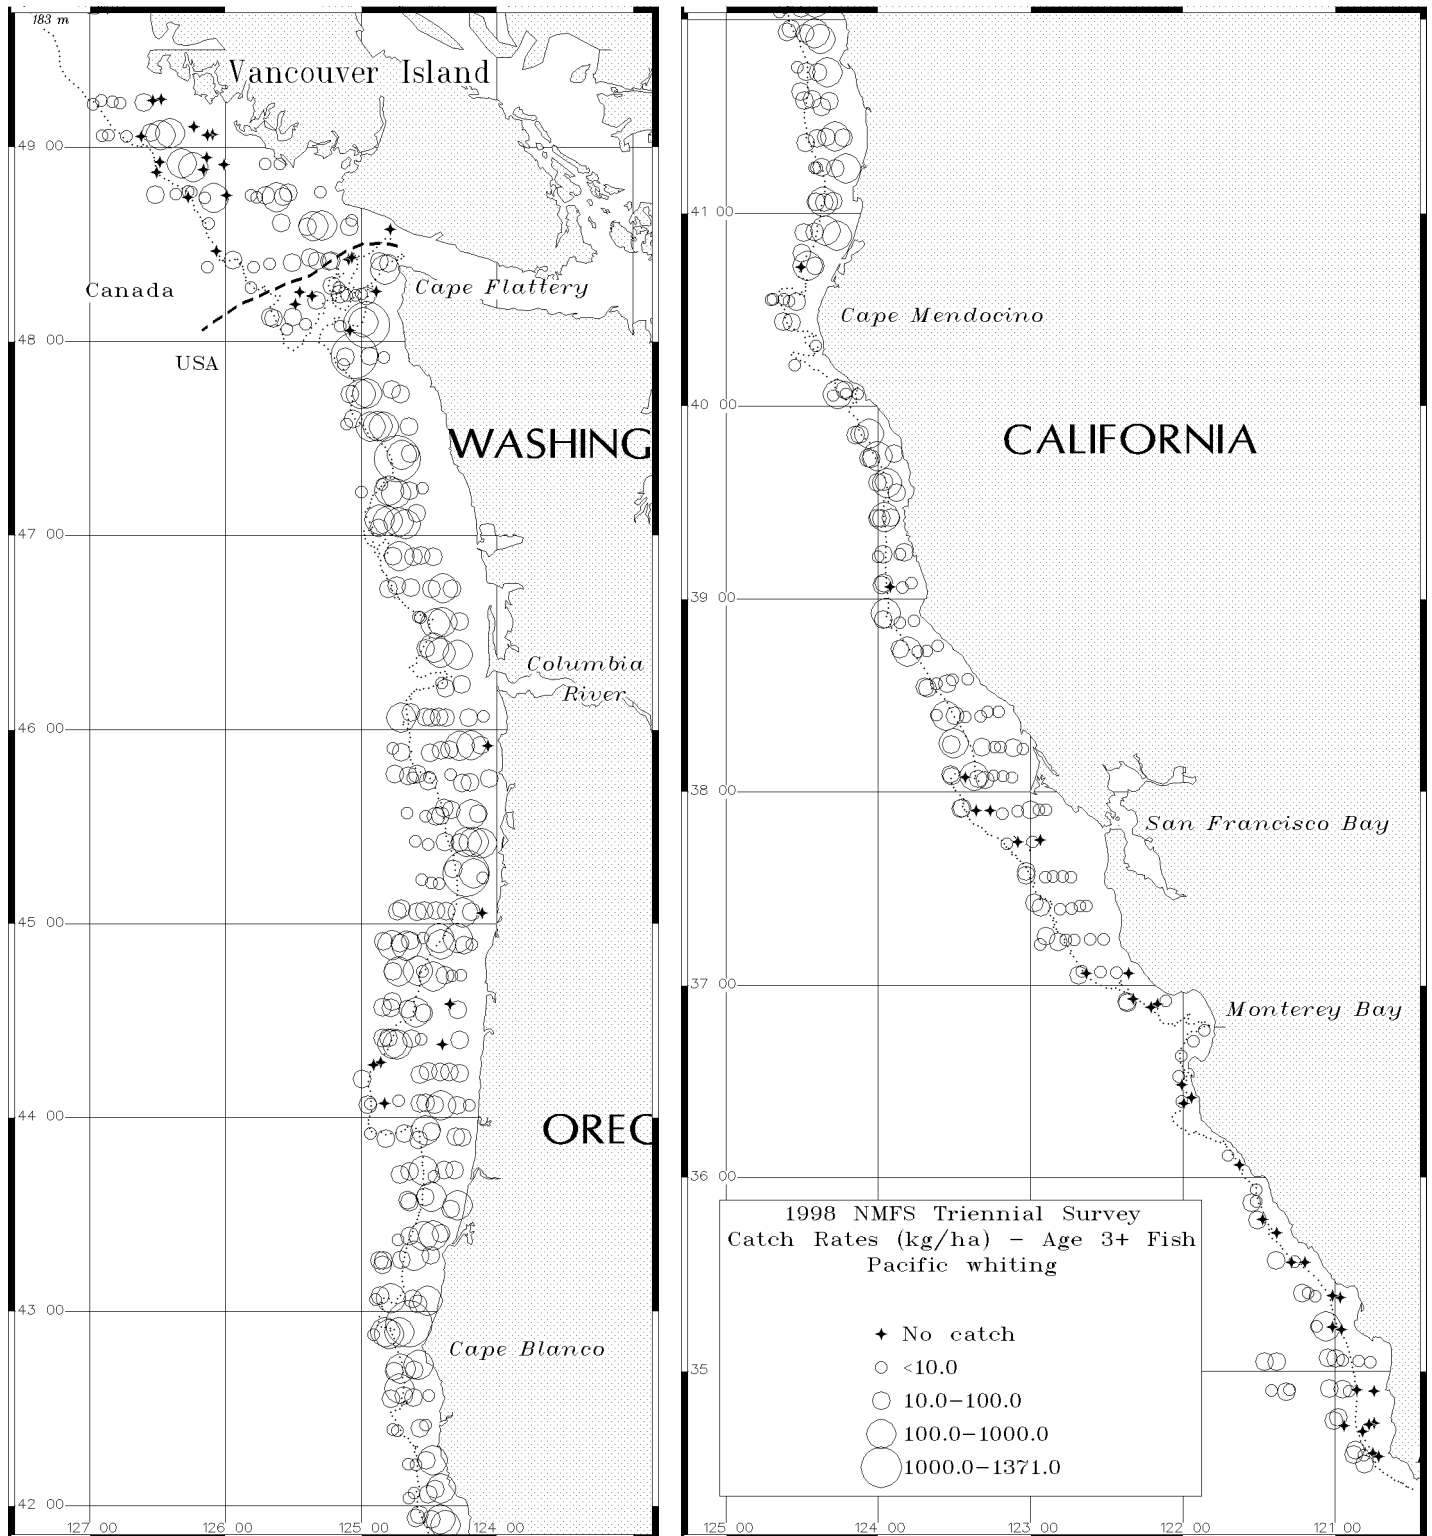 183 m
Vancouver Island
49 00
Canada
Cape Flattery
48 00
USA
WASHING
47 00
Columbia
River
46 00
45 00
44 00
OREG
43 00
Cape Blanco
42 00
127 00
126 00
125 00
124 00
41 00
Cape Mendocino
40 00
CALIFORNIA
39 00
38 00
San Francisco Bay
37 00
Monterey Bay
36 00
1998 NMFS Triennial Survey
Catch Rates (kg/ha) – Age 3+ Fish
Pacific whiting
No catch
<10.0
10.0–100.0
100.0–1000.0
1000.0–1371.0
35
125 00
124 00
123 00
122 00
121 00